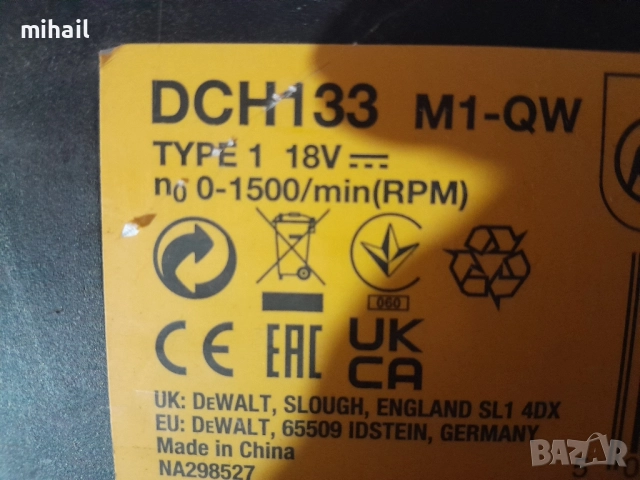 mihail
DCH133 M1-QW
TYPE 1 18V
n0 0-1500/min(RPM)
060
CE EAC UK
CA
UK: DEWALT, SLOUGH, ENGLAND SL1 4DX
EU: DEWALT, 65509 IDSTEIN, GERMANY
Made in China
NA298527
BAZAR